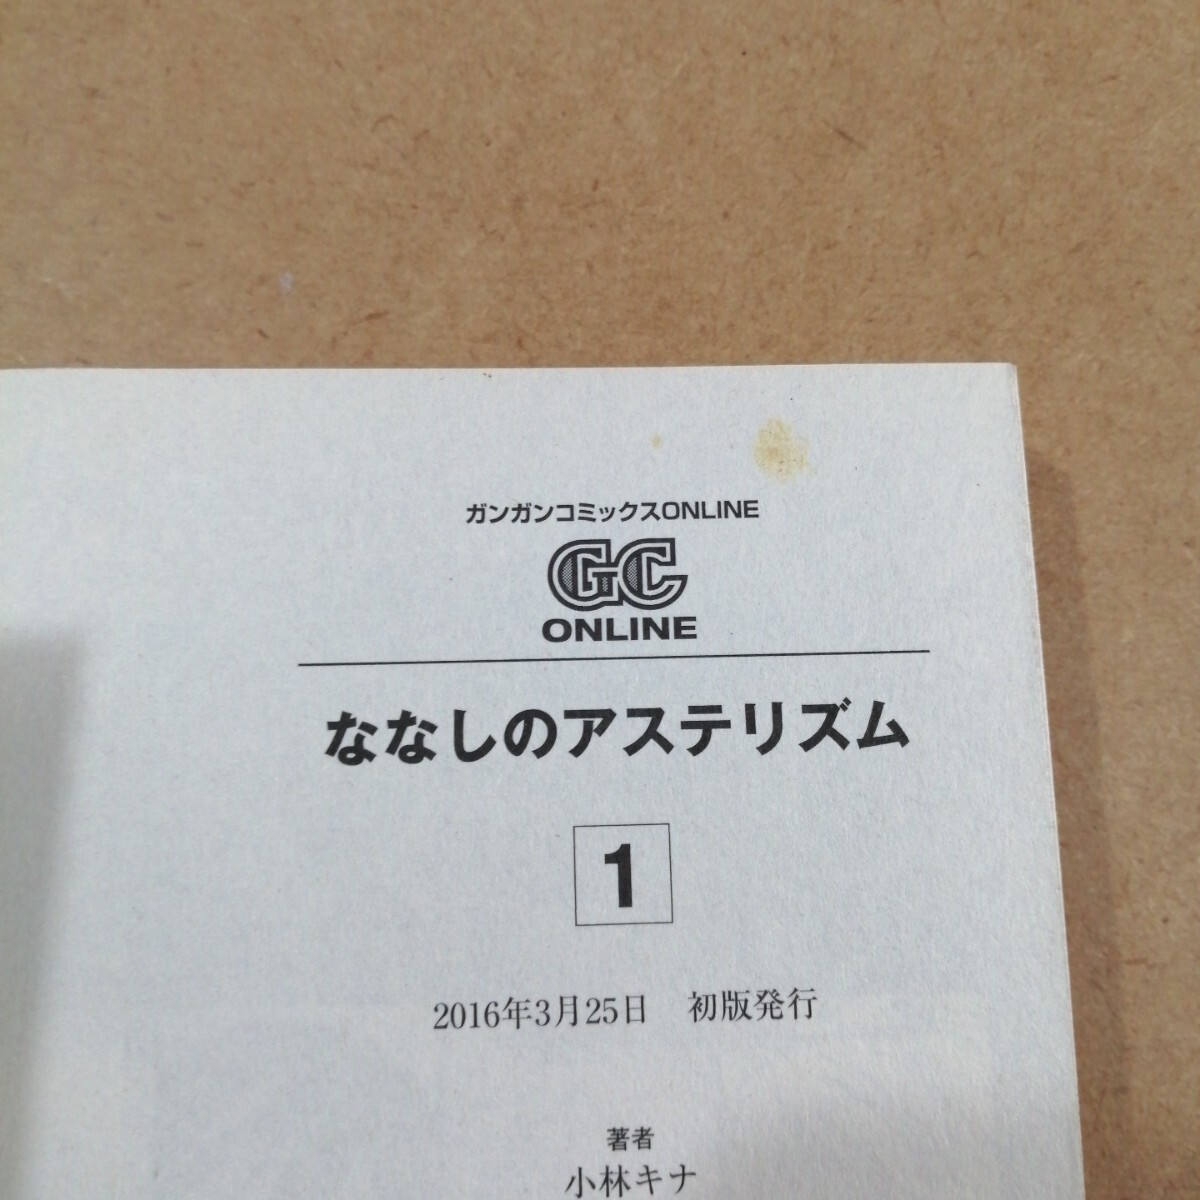 ガンガンコミックスONLINE
GC
ONLINE
ななしのアステリズム
1
2016年3月25日　初版発行
著者
小林キナ